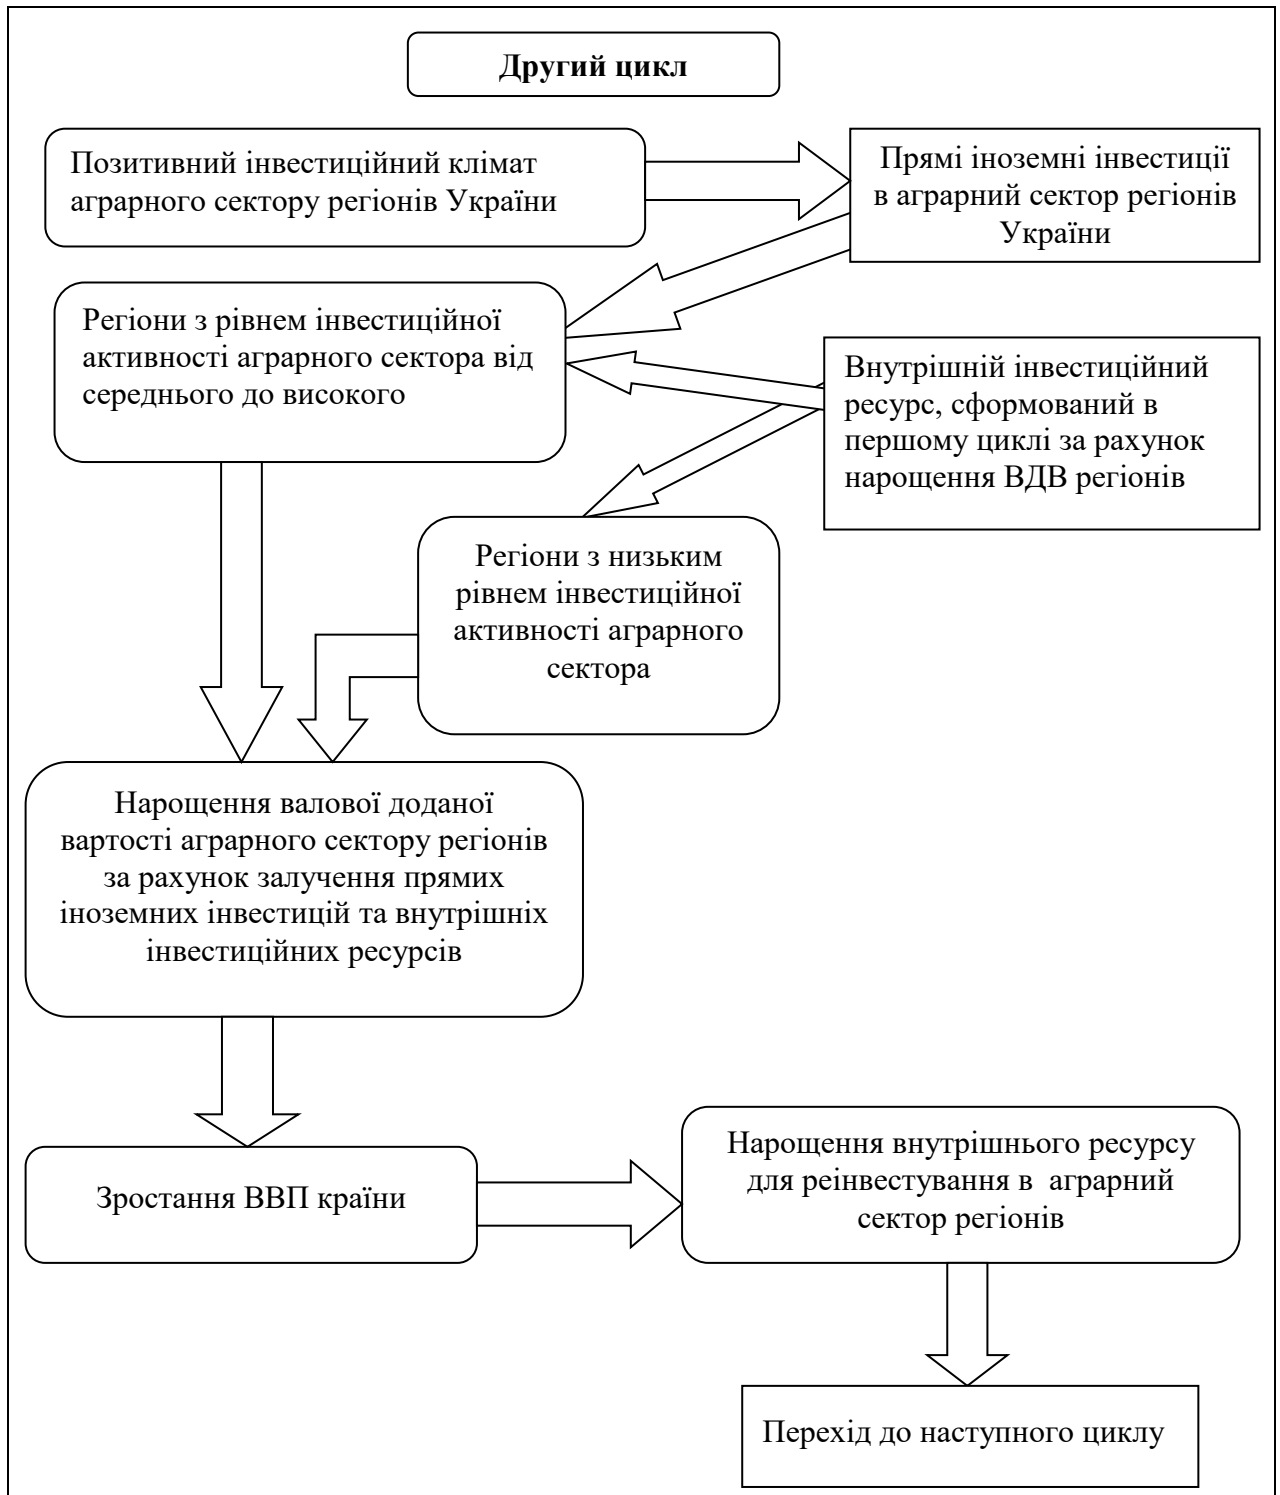 Другий цикл
Позитивний інвестиційний клімат
аграрного сектору регіонів України
Прямі іноземні інвестиції
в аграрний сектор регіонів
України
Регіони з рівнем інвестиційної
активності аграрного сектора від
середнього до високого
Внутрішній інвестиційний
ресурс, сформований в
першому циклі за рахунок
нарощення ВДВ регіонів
Регіони з низьким
рівнем інвестиційної
активності аграрного
сектора
Нарощення валової доданої
вартості аграрного сектору регіонів
за рахунок залучення прямих
іноземних інвестицій та внутрішніх
інвестиційних ресурсів
Зростання ВВП країни
Нарощення внутрішнього ресурсу
для реінвестування в  аграрний
сектор регіонів
Перехід до наступного циклу